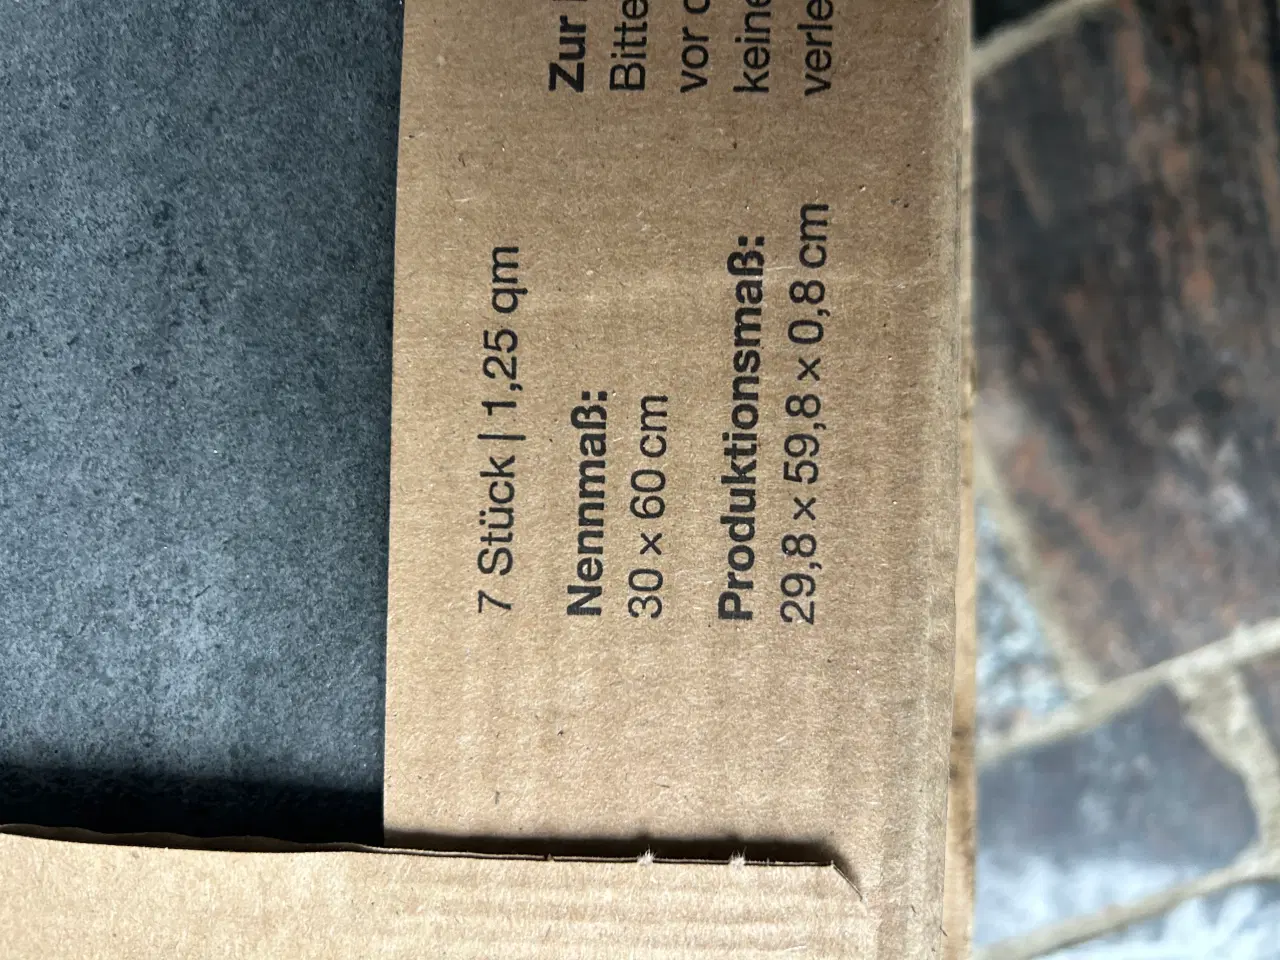 7 Stück | 1,25 qm
Nennmaß:
30 × 60 cm
Produktionsmaß:
29,8 × 59,8 × 0,8 cm
Zur
Bitte
vor
keine
verle